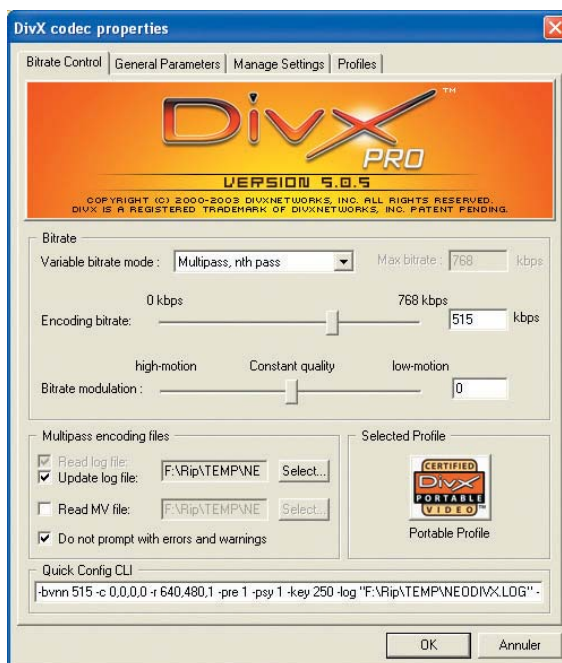 DivX codec properties
Bitrate Control General Parameters Manage Settings Profiles
DivX TM
PRO
VERSION 5.0.5
COPYRIGHT (C) 2000-2003 DIVXNETWORKS, INC. ALL RIGHTS RESERVED.
DIVX IS A REGISTERED TRADEMARK OF DIVXNETWORKS, INC. PATENT PENDING.
Bitrate
Variable bitrate mode : Multipass, nth pass Max bitrate : 768 kbps
0 kbps 768 kbps
Encoding bitrate: 515 kbps
high-motion Constant quality low-motion
Bitrate modulation : 0
Multipass encoding files
Read log file:
Update log file: F:\Rip\TEMP\NE Select...
Read MV file: F:\Rip\TEMP\NE Select...
Do not prompt with errors and warnings
Selected Profile
CERTIFIED
DivX
PORTABLE
VIDEO
Portable Profile
Quick Config CLI
-bvnn 515 -c 0,0,0,0 -r 640,480,1 -pre 1 -psy 1 -key 250 -log "F:\Rip\TEMP\NEODIVX.LOG" -
OK Annuler